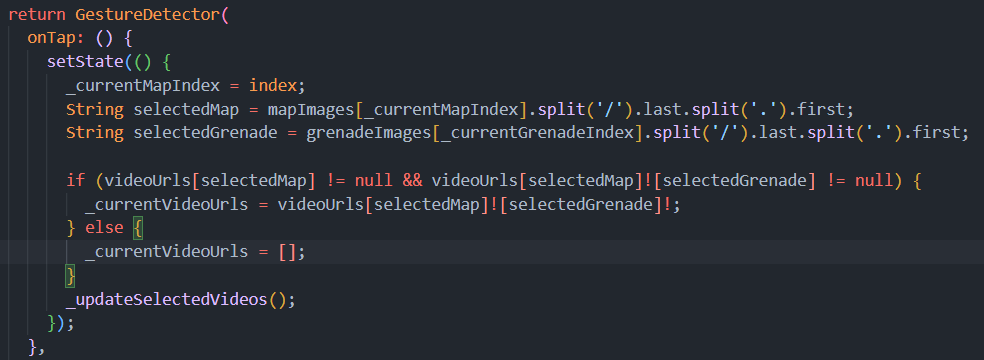 return GestureDetector(
onTap: () {
setState(() {
_currentMapIndex = index;
String selectedMap = mapImages[_currentMapIndex].split('/').last.split('.').first;
String selectedGrenade = grenadeImages[_currentGrenadeIndex].split('/').last.split('.').first;
if (videoUrls[selectedMap] != null && videoUrls[selectedMap]![selectedGrenade] != null) {
_currentVideoUrls = videoUrls[selectedMap]![selectedGrenade]!;
} else {
_currentVideoUrls = [];
}
_updateSelectedVideos();
});
},